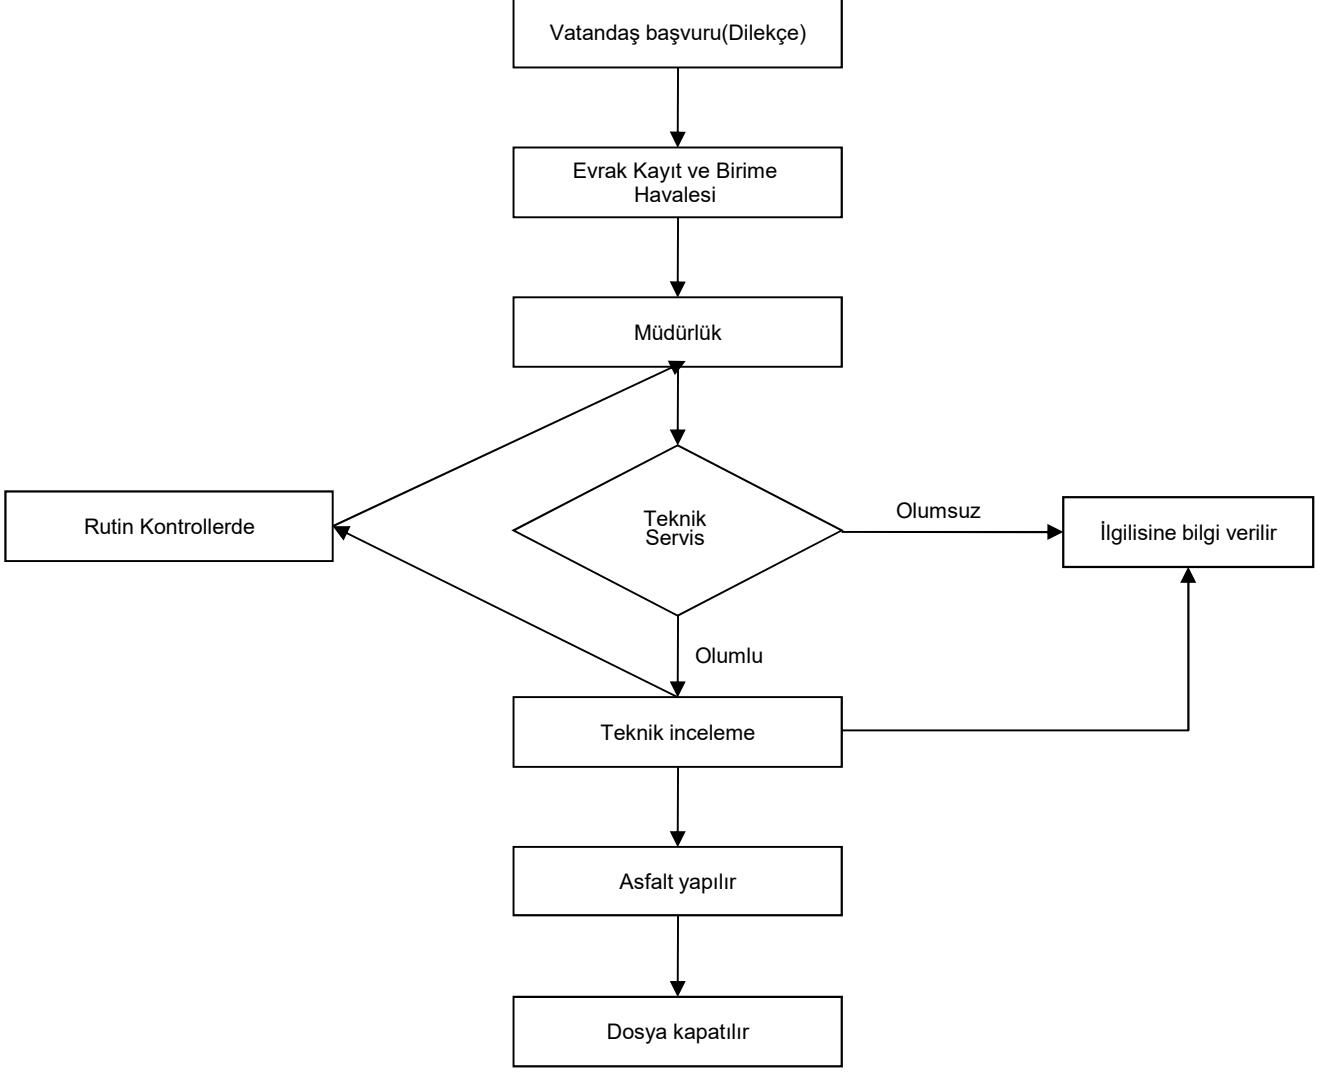 Vatandaş başvuru(Dilekçe)
Evrak Kayıt ve Birime
Havalesi
Müdürlük
Rutin Kontrollerde
Teknik
Servis
Olumsuz
İlgilisine bilgi verilir
Olumlu
Teknik inceleme
Asfalt yapılır
Dosya kapatılır